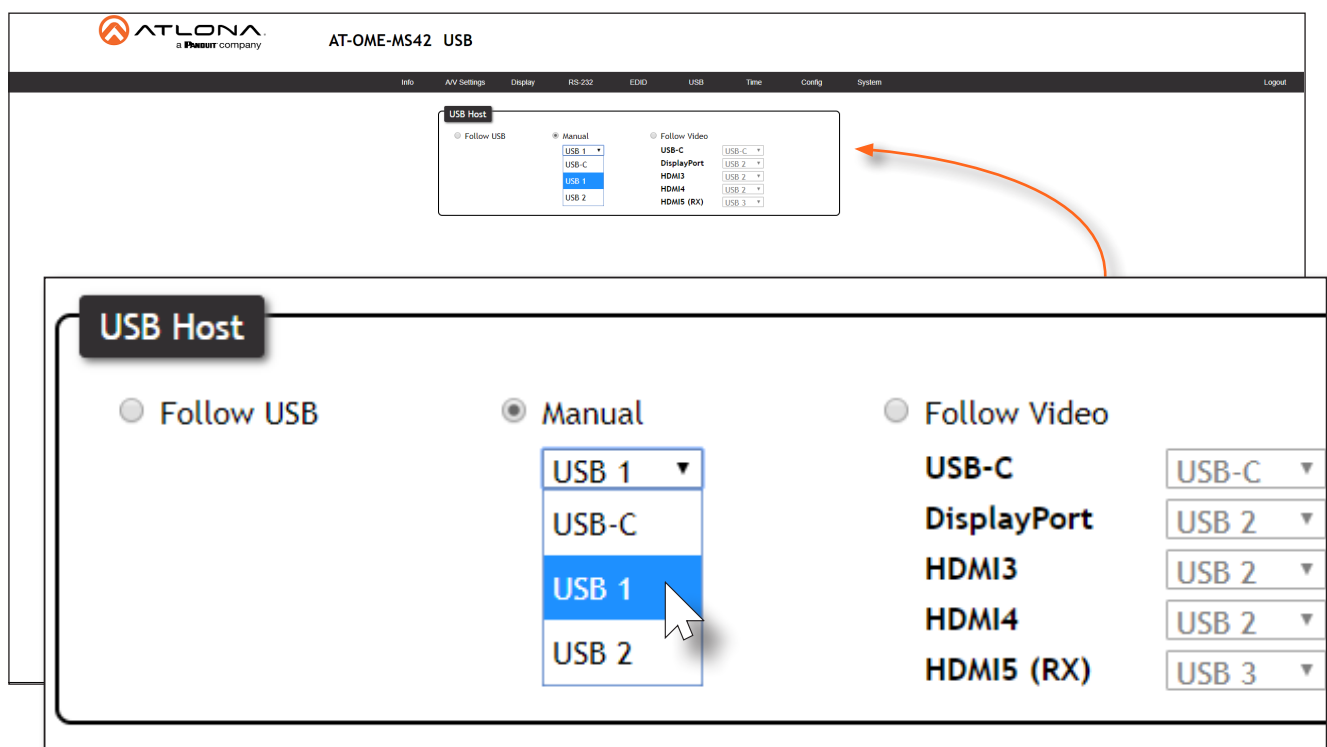 ATLONA.
a PANDUIT company
AT-OME-MS42 USB
Info A/V Settings Display RS-232 EDID USB Time Config System Logout
USB Host
Follow USB Manual Follow Video
USB 1 USB-C USB-C
USB-C DisplayPort USB 2
USB 1 HDMI3 USB 2
HDMI4 USB 2
USB 2 HDMI5 (RX) USB 3
USB Host
Follow USB Manual Follow Video
USB 1 USB-C USB-C
USB-C DisplayPort USB 2
USB 1 HDMI3 USB 2
HDMI4 USB 2
USB 2 HDMI5 (RX) USB 3